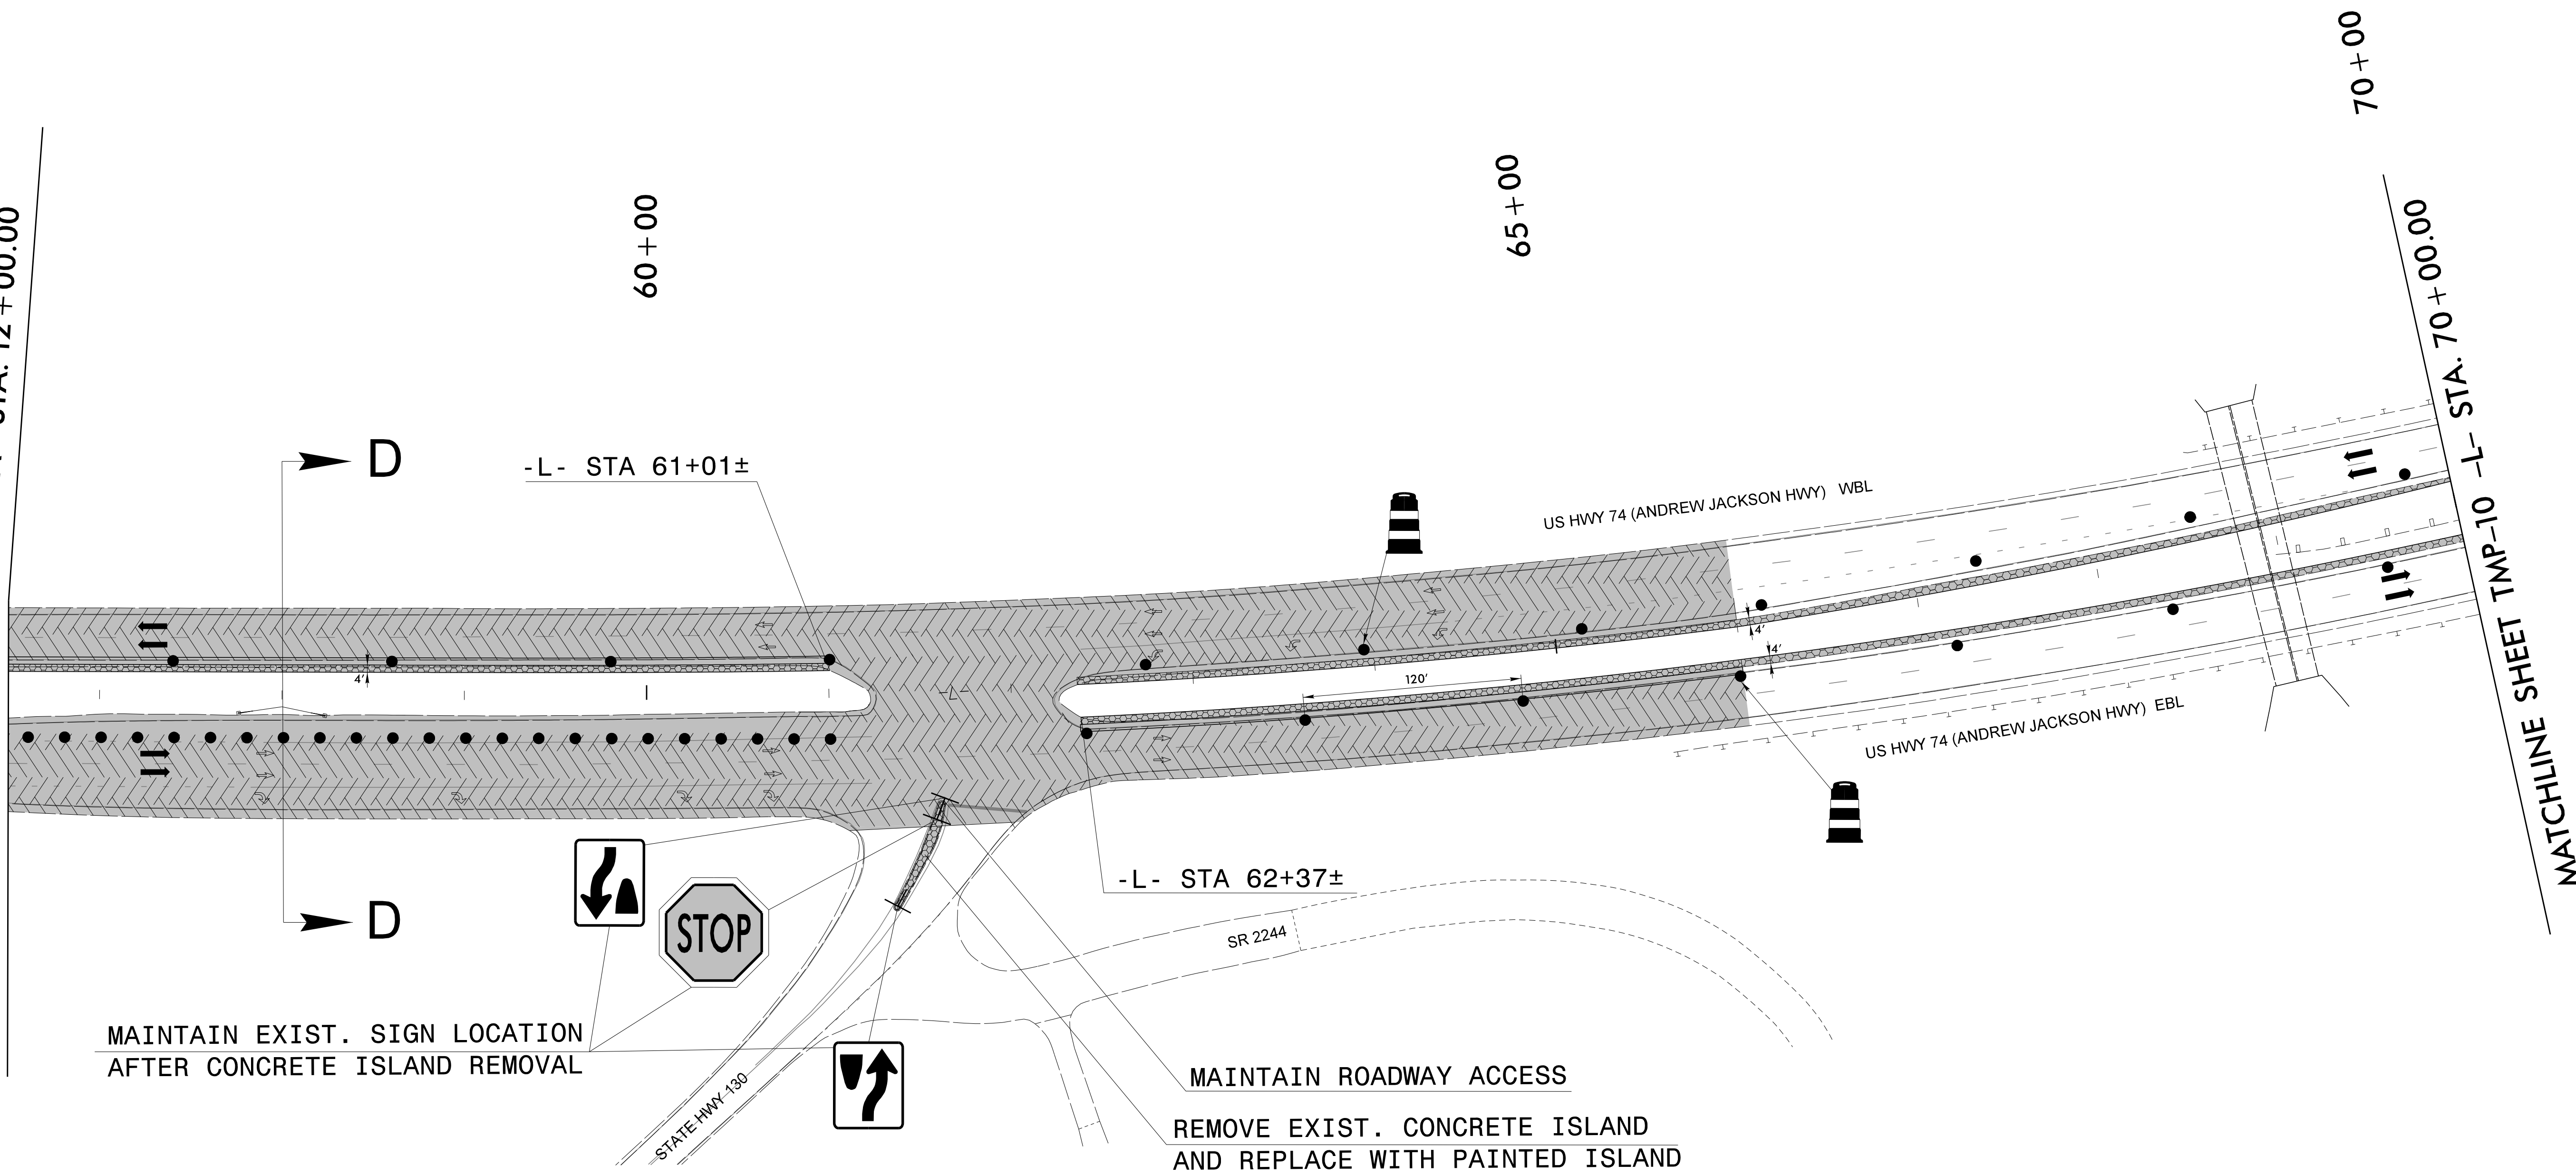 70+00
65+00
60+00
STA. 12+00.00
MATCHLINE SHEET TMP-10 -L- STA. 70+00.00
D
-L- STA 61+01±
US HWY 74 (ANDREW JACKSON HWY) WBL
4'
4'
4'
120'
-L-
US HWY 74 (ANDREW JACKSON HWY) EBL
D
STOP
-L- STA 62+37±
SR 2244
MAINTAIN EXIST. SIGN LOCATION
AFTER CONCRETE ISLAND REMOVAL
STATE HWY 130
MAINTAIN ROADWAY ACCESS
REMOVE EXIST. CONCRETE ISLAND
AND REPLACE WITH PAINTED ISLAND